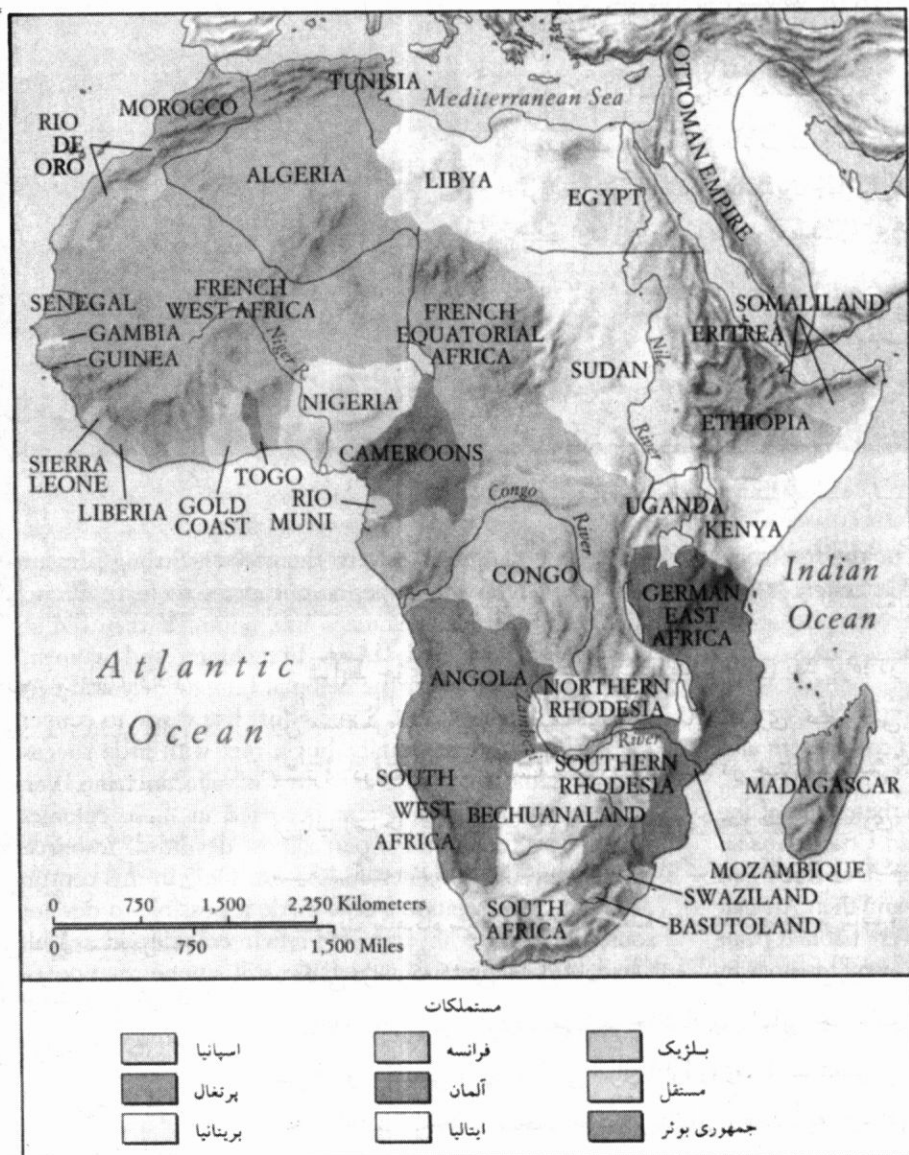 OTTOMAN EMPIRE
TUNISIA
Mediterranean Sea
MOROCCO
RIO
DE
ORO
ALGERIA
LIBYA
EGYPT
SENEGAL
GAMBIA
GUINEA
FRENCH
WEST AFRICA
Niger R.
FRENCH
EQUATORIAL
AFRICA
SUDAN
Nile
River
SOMALILAND
ERITREA
ETHIOPIA
NIGERIA
CAMEROONS
SIERRA
LEONE
LIBERIA
GOLD
COAST
TOGO
RIO
MUNI
Congo
River
CONGO
UGANDA
KENYA
GERMAN
EAST
AFRICA
Indian
Ocean
Atlantic
Ocean
ANGOLA
NORTHERN
RHODESIA
River
SOUTHERN
RHODESIA
SOUTH
WEST
AFRICA
BECHUANALAND
MADAGASCAR
MOZAMBIQUE
SWAZILAND
BASUTOLAND
SOUTH
AFRICA
0 750 1,500 2,250 Kilometers
0 750 1,500 Miles
مستملکات
بلژیک فرانسه اسپانیا
مستقل آلمان پرتغال
جمهوری بوئر ایتالیا بریتانیا